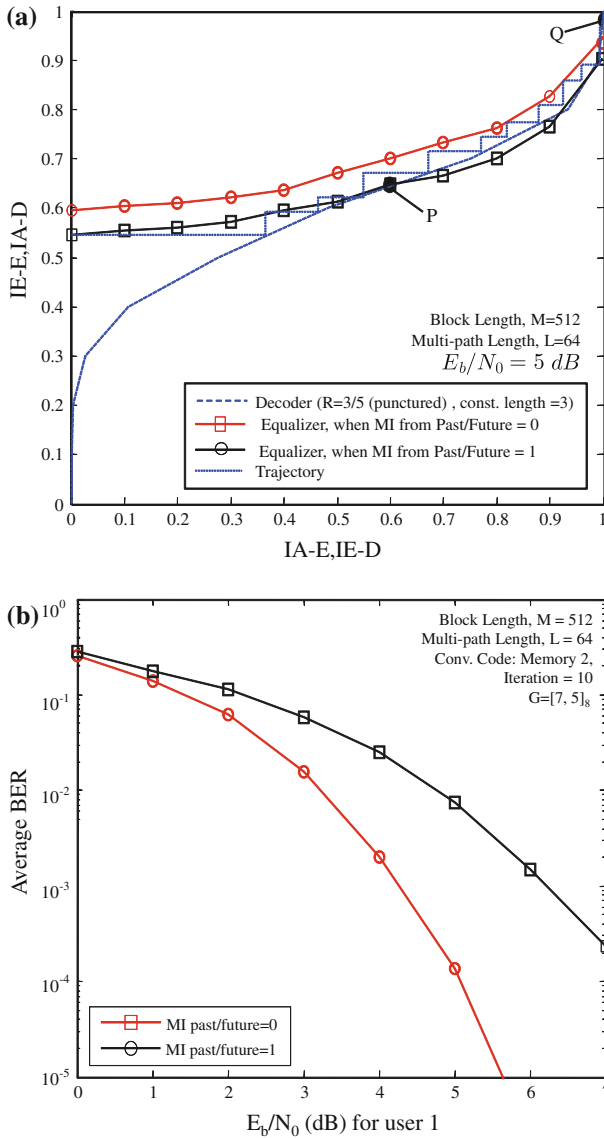 (a)
1
0.9
0.8
0.7
0.6
0.5
0.4
0.3
0.2
0.1
0
IE-E,IA-D
Q
P
Block Length, M=512
Multi-path Length, L=64
E_b/N_0 = 5 dB
Decoder (R=3/5 (punctured) , const. length =3)
Equalizer, when MI from Past/Future = 0
Equalizer, when MI from Past/Future = 1
Trajectory
0 0.1 0.2 0.3 0.4 0.5 0.6 0.7 0.8 0.9 1
IA-E,IE-D
(b)
10^0
10^-1
10^-2
10^-3
10^-4
10^-5
Average BER
Block Length, M = 512
Multi-path Length, L = 64
Conv. Code: Memory 2,
Iteration = 10
G=[7, 5]_8
MI past/future=0
MI past/future=1
0 1 2 3 4 5 6 7
E_b/N_0 (dB) for user 1